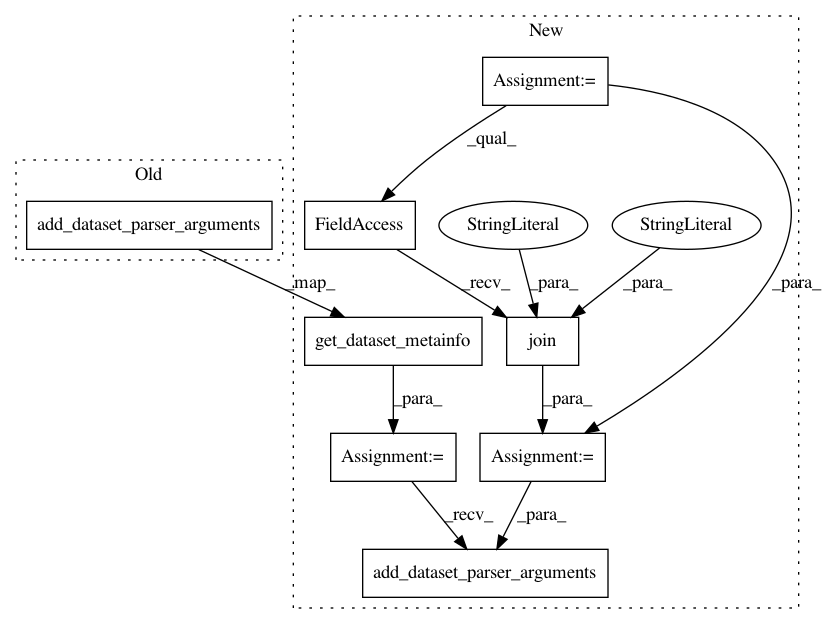 New
Assignment:=
_qual_
Old
add_dataset_parser_arguments
FieldAccess
StringLiteral
StringLiteral
_map_
_recv_
_para_
_para_
_para_
get_dataset_metainfo
join
_para_
_para_
Assignment:=
Assignment:=
_recv_
_para_
add_dataset_parser_arguments